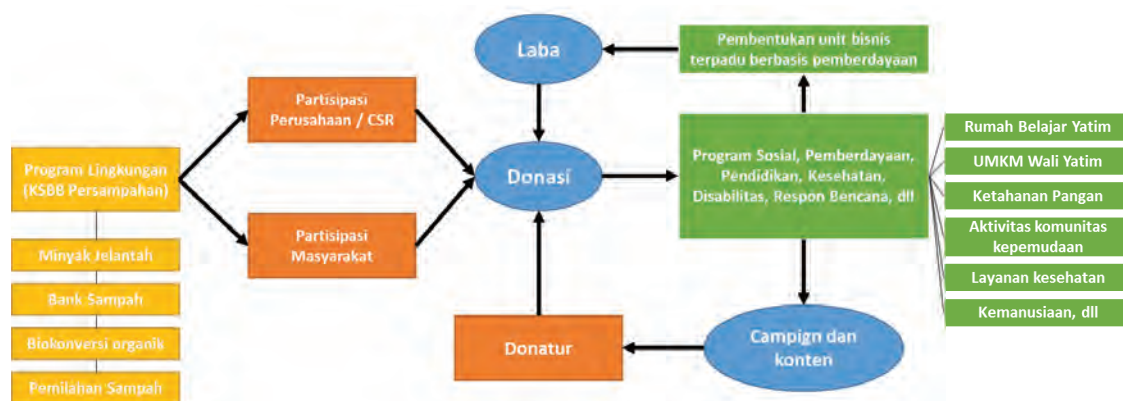 Laba
Pembentukan unit bisnis
terpadu berbasis pemberdayaan
Partisipasi
Perusahaan / CSR
Program Lingkungan
(KSBB Persampahan)
Donasi
Program Sosial, Pemberdayaan,
Pendidikan, Kesehatan,
Disabilitas, Respon Bencana, dll
Rumah Belajar Yatim
UMKM Wali Yatim
Ketahanan Pangan
Aktivitas komunitas
kepemudaan
Layanan kesehatan
Kemanusiaan, dll
Partisipasi
Masyarakat
Minyak Jelantah
Bank Sampah
Biokonversi organik
Pemilahan Sampah
Donatur
Campign dan
konten